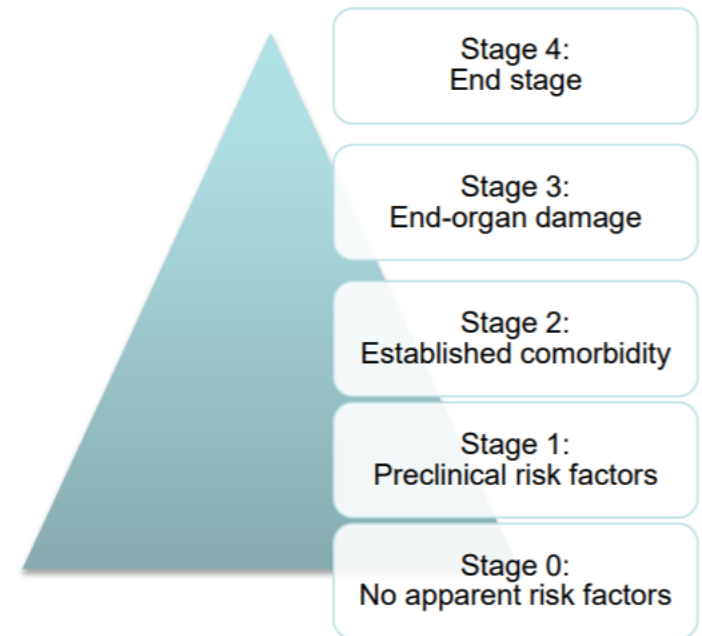 Stage 4:
End stage
Stage 3:
End-organ damage
Stage 2:
Established comorbidity
Stage 1:
Preclinical risk factors
Stage 0:
No apparent risk factors